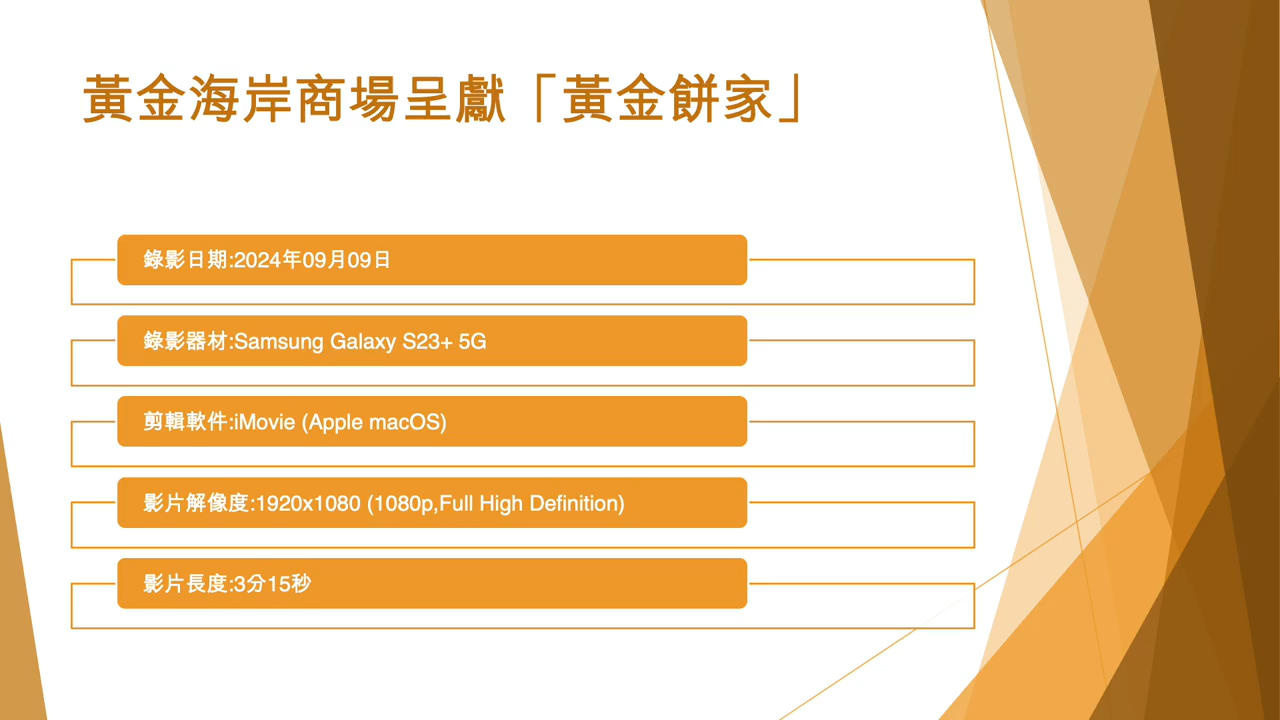 黃金海岸商場呈獻「黃金餅家」
錄影日期:2024年09月09日
錄影器材:Samsung Galaxy S23+ 5G
剪輯軟件:iMovie (Apple macOS)
影片解像度:1920x1080 (1080p,Full High Definition)
影片長度:3分15秒